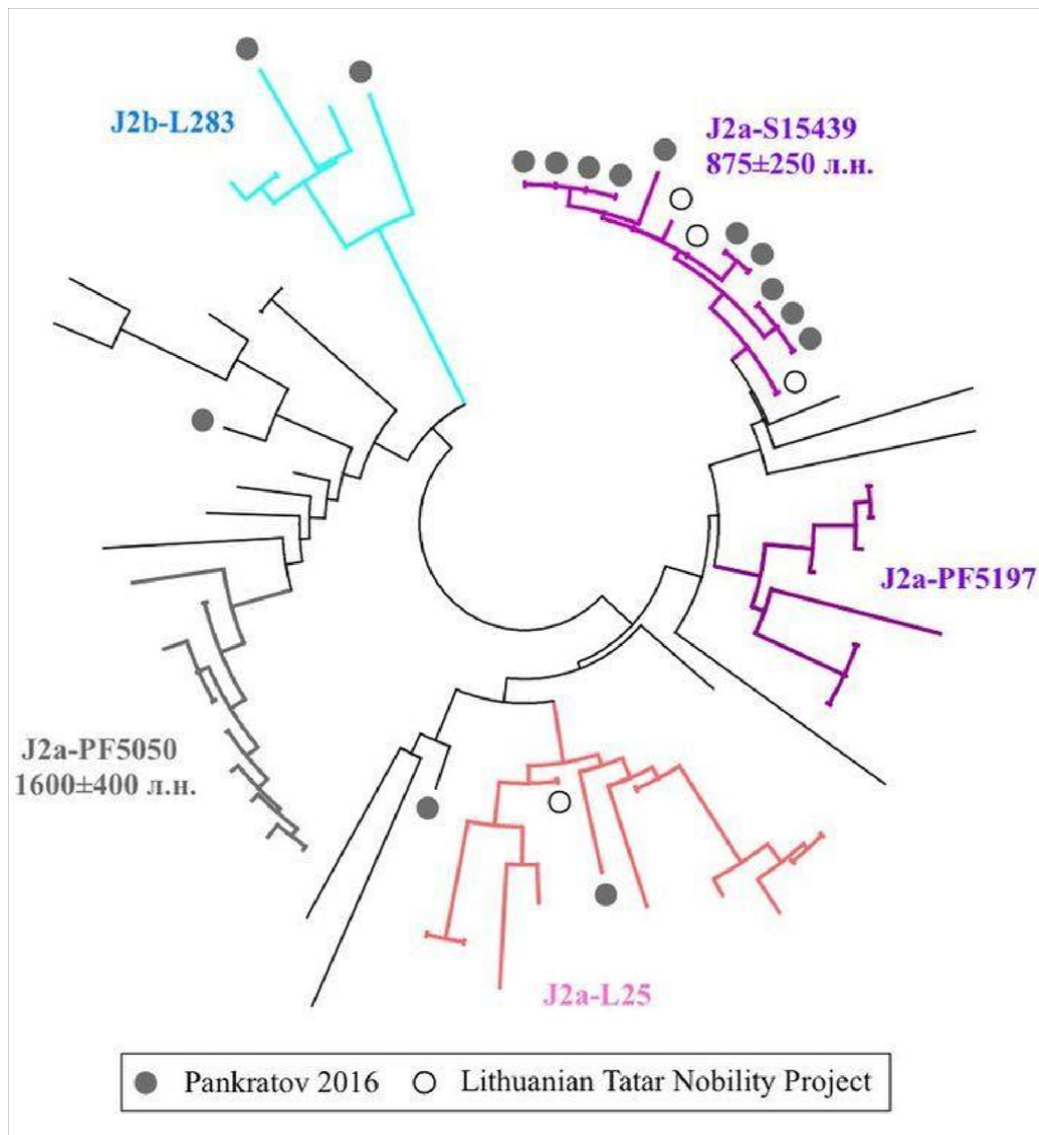 J2b-L283
J2a-S15439
875±250 л.н.
J2a-PF5197
J2a-PF5050
1600±400 л.н.
J2a-L25
Pankratov 2016
Lithuanian Tatar Nobility Project